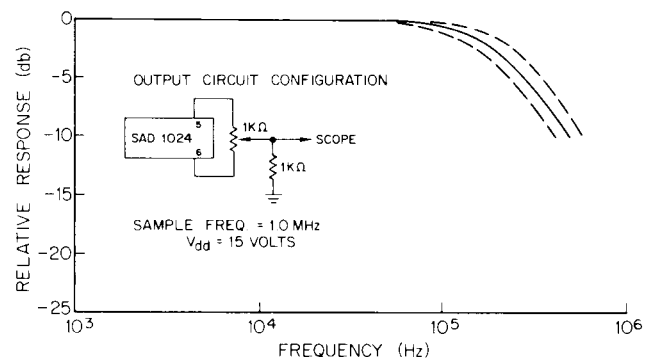 RELATIVE RESPONSE (db)
0
-5
-10
-15
-20
-25
OUTPUT CIRCUIT CONFIGURATION
SAD 1024
5
6
1KΩ
SCOPE
1KΩ
SAMPLE FREQ. = 1.0 MHz
Vdd = 15 VOLTS
10³
10⁴
10⁵
10⁶
FREQUENCY (Hz)